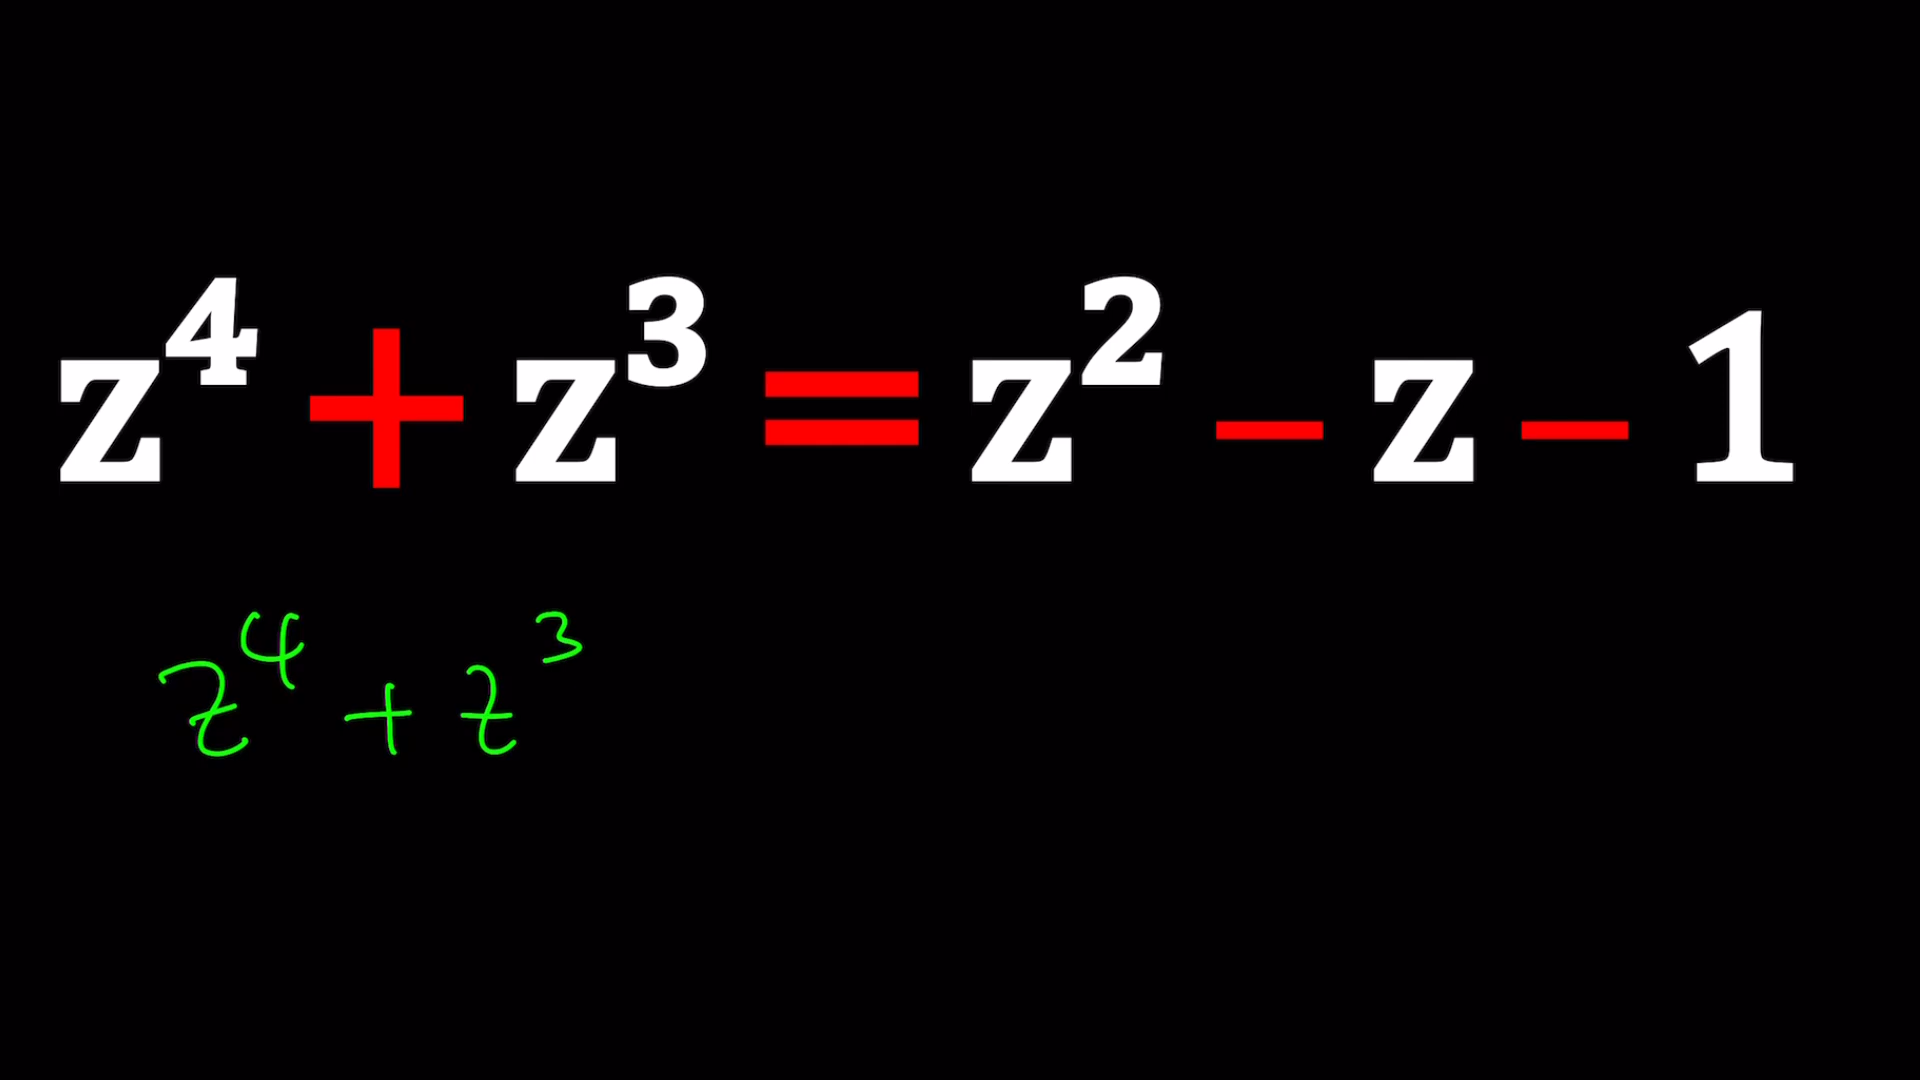 z⁴ + z³ = z² − z − 1
z⁴ + z³